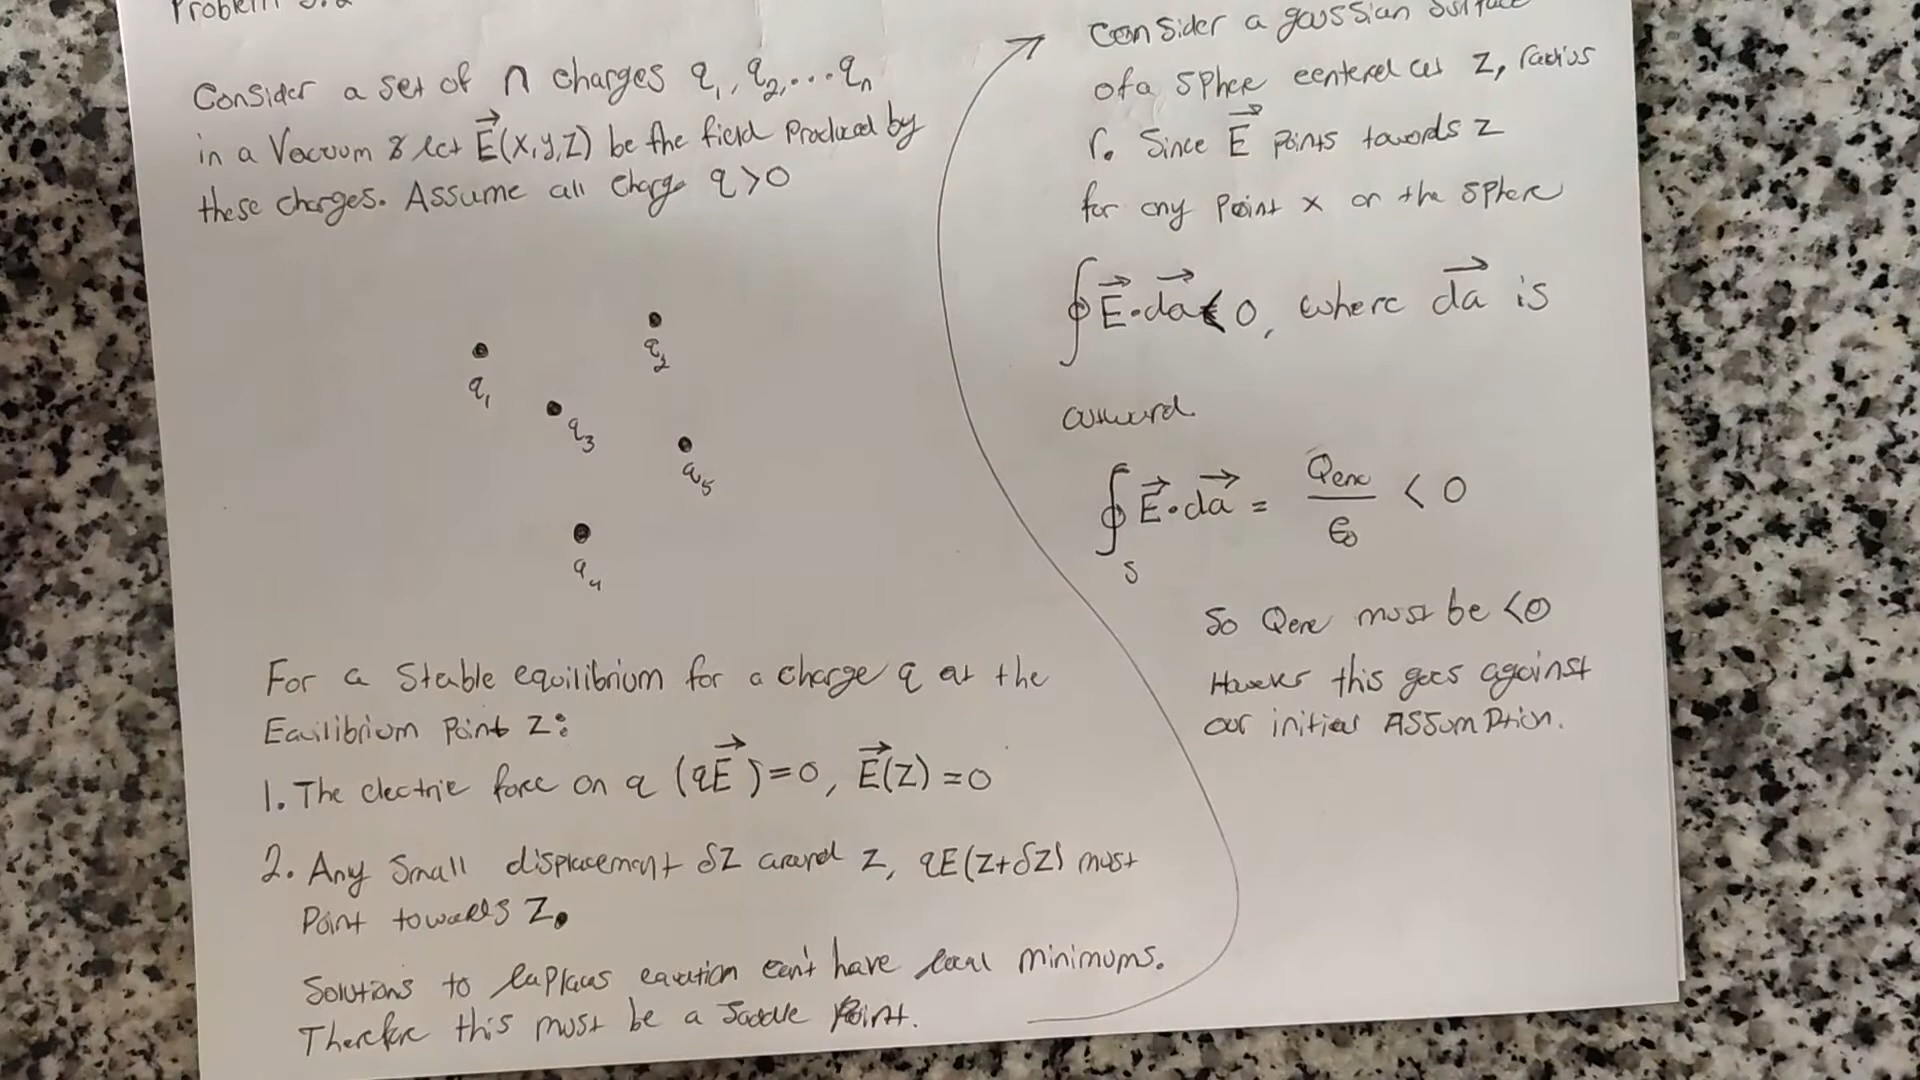 Problem 3.2
Consider a set of n charges q₁, q₂, ... qₙ
in a Vacuum & let E⃗(x,y,z) be the field produced by
these charges. Assume all charge q>0
q₂
q₁
q₃
q₅
q₄
For a Stable equilibrium for a charge q at the
Equilibrium Point Z:
1. The electric force on q (qE⃗)=0, E⃗(Z)=0
2. Any Small displacement δZ around Z, qE(Z+δZ) must
Point towards Z.
Solutions to laplaces equation can't have local minimums.
Therefore this must be a saddle Point.
Consider a gaussian surface
of a sphere centered at Z, radius
r. Since E⃗ points towards Z
for any point x on the sphere
∮E⃗·da⃗<0, where da⃗ is
outward
∮E⃗·da⃗ = Qenc/ε₀ < 0
S
So Qenc must be <0
However this goes against
our initial Assumption.